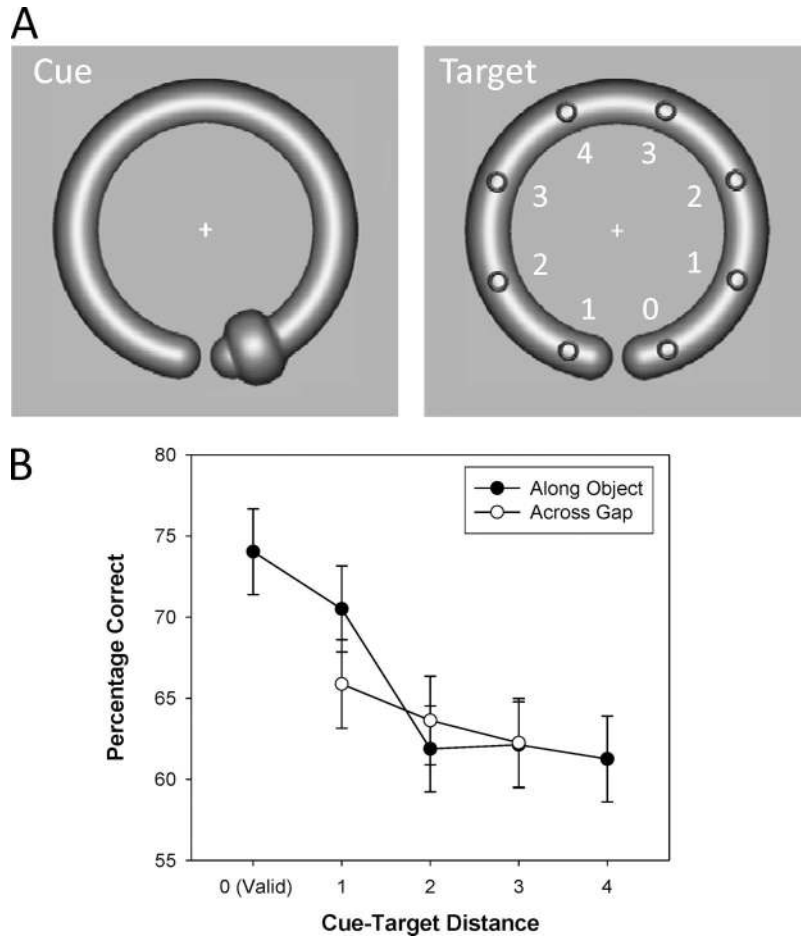 A
Cue
Target
4 3
3 2
2 1
1 0
B
80
75
70
65
60
55
Percentage Correct
Along Object
Across Gap
0 (Valid) 1 2 3 4
Cue-Target Distance